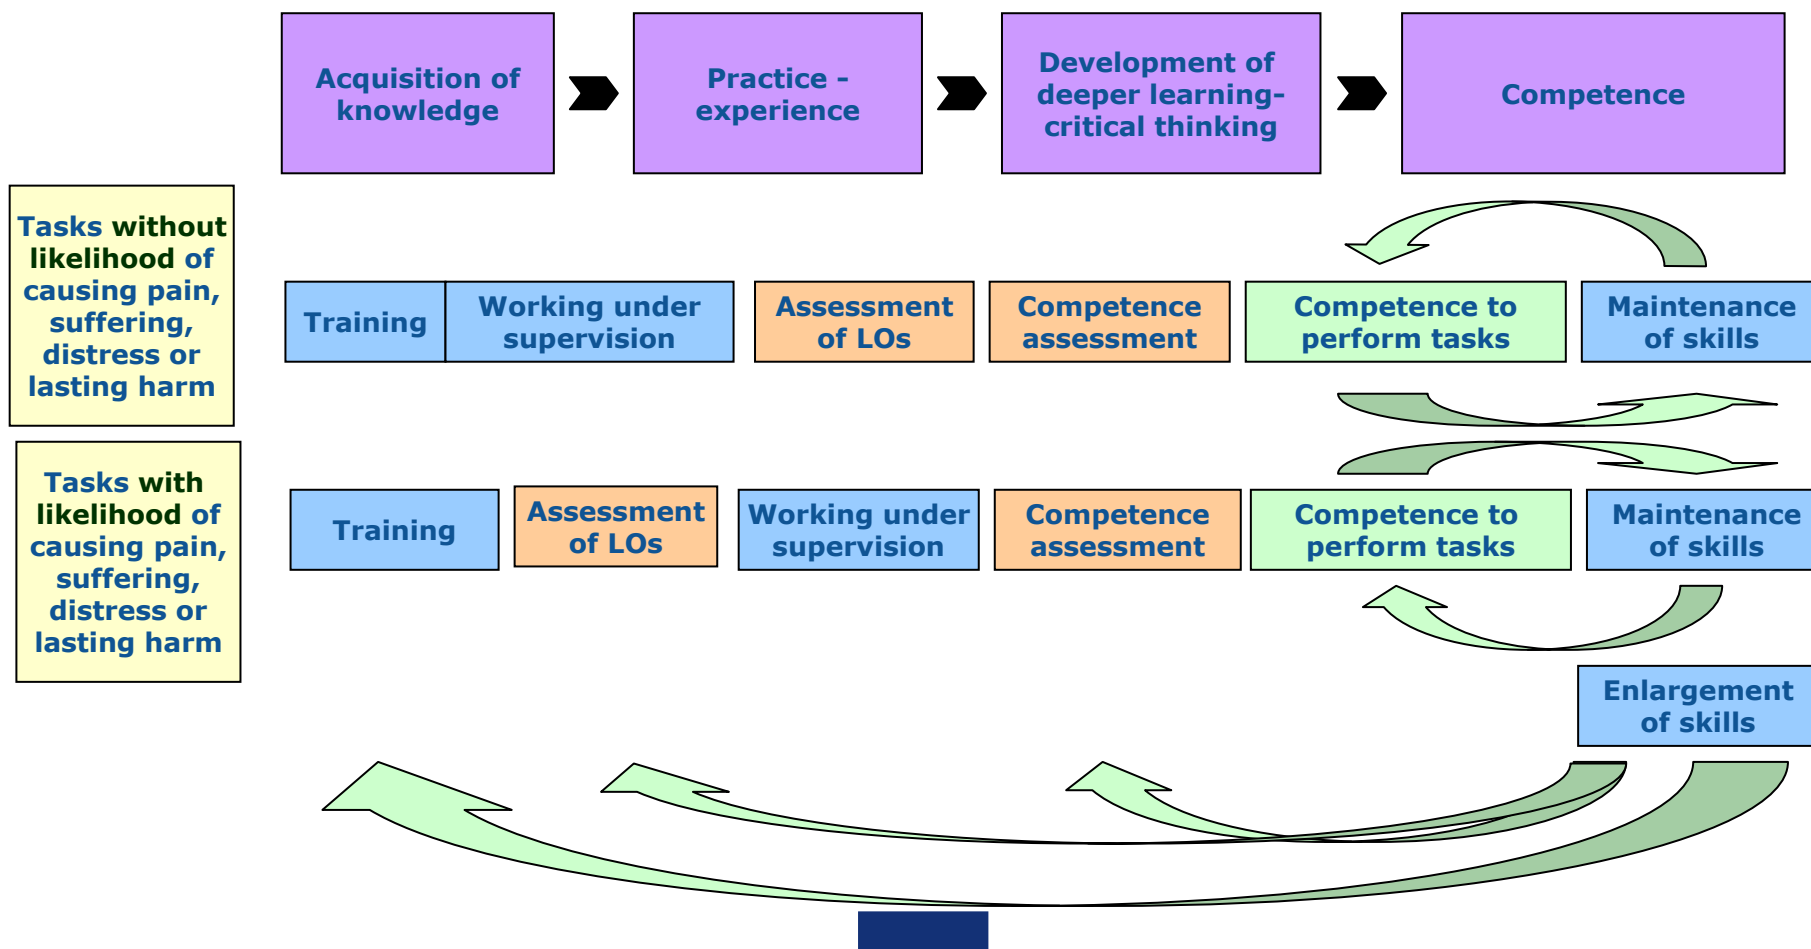 Acquisition of
knowledge
Practice -
experience
Development of
deeper learning-
critical thinking
Competence
Tasks without
likelihood of
causing pain,
suffering,
distress or
lasting harm
Training
Working under
supervision
Assessment
of LOs
Competence
assessment
Competence to
perform tasks
Maintenance
of skills
Tasks with
likelihood of
causing pain,
suffering,
distress or
lasting harm
Training
Assessment
of LOs
Working under
supervision
Competence
assessment
Competence to
perform tasks
Maintenance
of skills
Enlargement
of skills